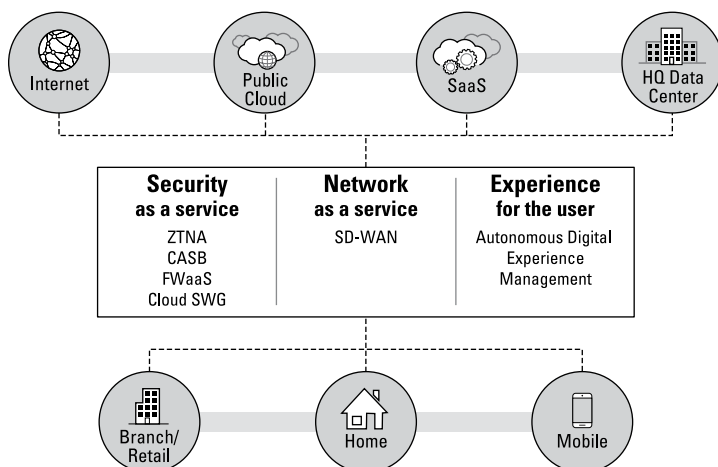 Internet
Public
Cloud
SaaS
HQ Data
Center
Security
as a service
ZTNA
CASB
FWaaS
Cloud SWG
Network
as a service
SD-WAN
Experience
for the user
Autonomous Digital
Experience
Management
Branch/
Retail
Home
Mobile